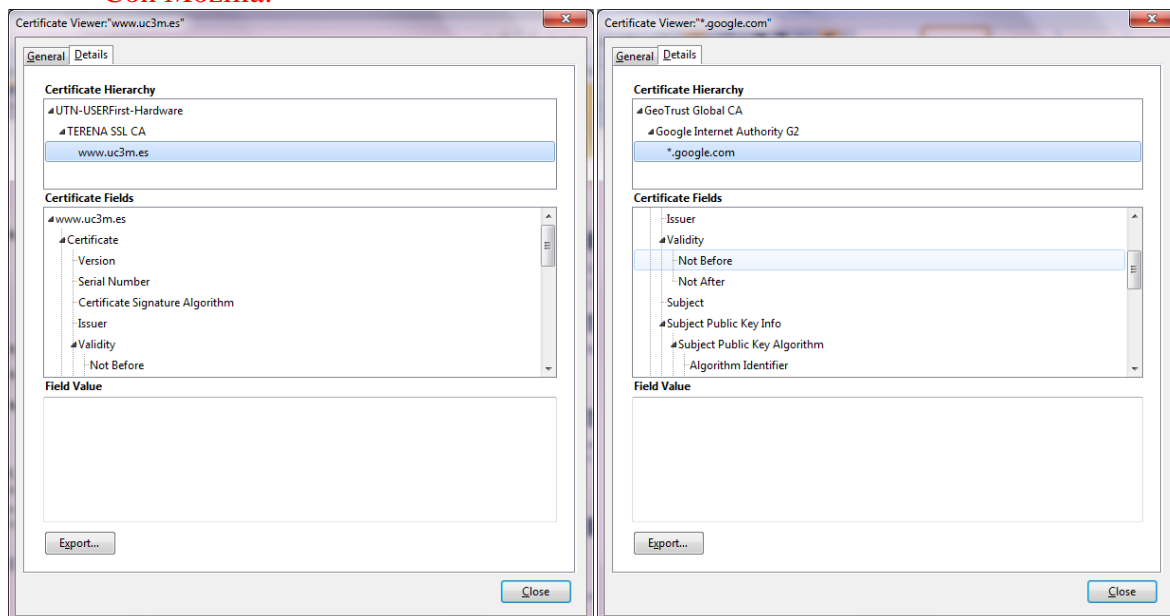 Con Mozilla:
Certificate Viewer:"www.uc3m.es"
General Details
Certificate Hierarchy
UTN-USERFirst-Hardware
TERENA SSL CA
www.uc3m.es
Certificate Fields
www.uc3m.es
Certificate
Version
Serial Number
Certificate Signature Algorithm
Issuer
Validity
Not Before
Field Value
Export...
Close
Certificate Viewer:"*.google.com"
General Details
Certificate Hierarchy
GeoTrust Global CA
Google Internet Authority G2
*.google.com
Certificate Fields
Issuer
Validity
Not Before
Not After
Subject
Subject Public Key Info
Subject Public Key Algorithm
Algorithm Identifier
Field Value
Export...
Close